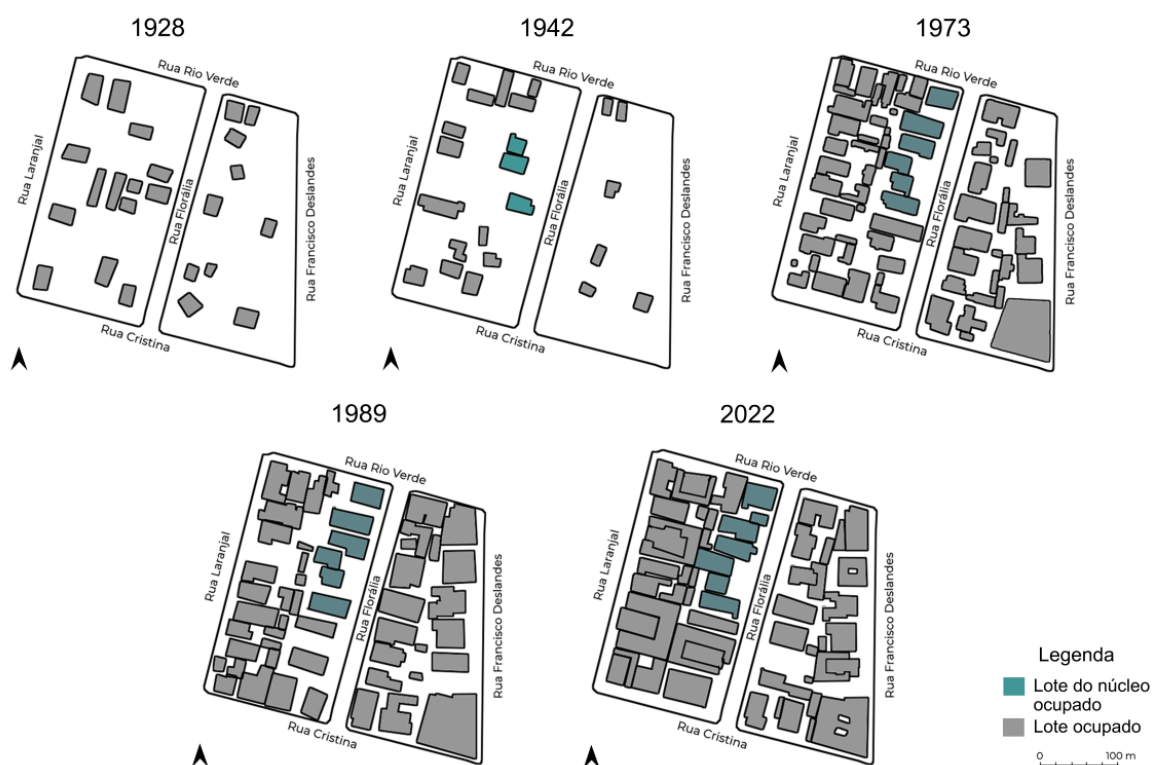 1928
Rua Rio Verde
Rua Laranjal
Rua Florália
Rua Francisco Deslandes
Rua Cristina
1942
Rua Rio Verde
Rua Laranjal
Rua Florália
Rua Francisco Deslandes
Rua Cristina
1973
Rua Rio Verde
Rua Laranjal
Rua Florália
Rua Francisco Deslandes
Rua Cristina
1989
Rua Rio Verde
Rua Laranjal
Rua Florália
Rua Francisco Deslandes
Rua Cristina
2022
Rua Rio Verde
Rua Laranjal
Rua Florália
Rua Francisco Deslandes
Rua Cristina
Legenda
Lote do núcleo
ocupado
Lote ocupado
0 100 m